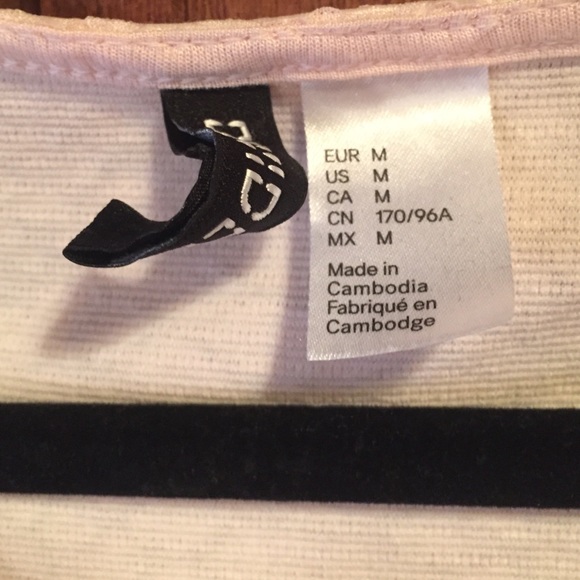 EUR M
US M
CA M
CN 170/96A
MX M
Made in
Cambodia
Fabriqué en
Cambodge